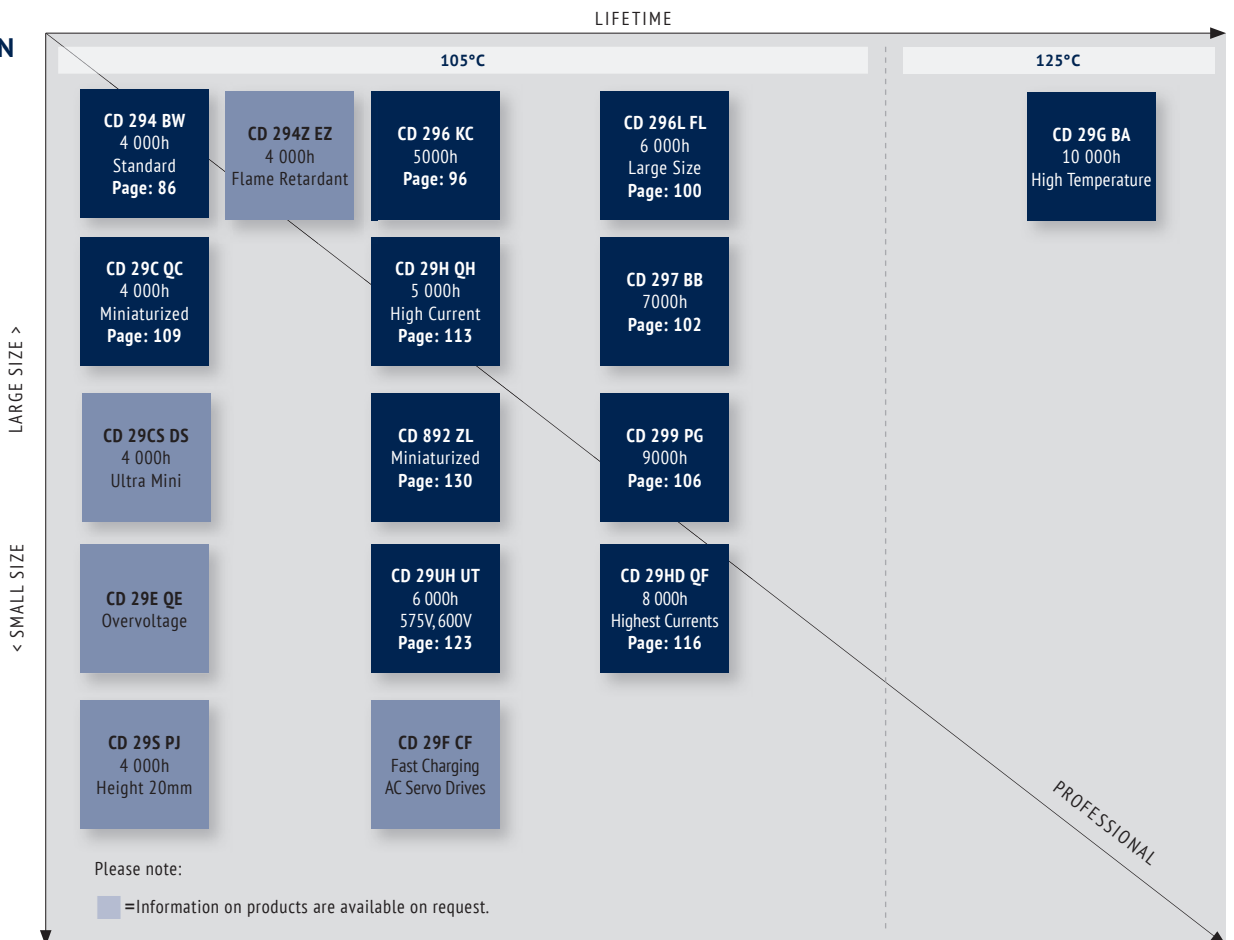 LIFETIME
N
105°C
125°C
CD 294 BW
4 000h
Standard
Page: 86
CD 294Z EZ
4 000h
Flame Retardant
CD 296 KC
5000h
Page: 96
CD 296L FL
6 000h
Large Size
Page: 100
CD 29G BA
10 000h
High Temperature
CD 29C QC
4 000h
Miniaturized
Page: 109
CD 29H QH
5 000h
High Current
Page: 113
CD 297 BB
7000h
Page: 102
LARGE SIZE >
CD 29CS DS
4 000h
Ultra Mini
CD 892 ZL
Miniaturized
Page: 130
CD 299 PG
9000h
Page: 106
< SMALL SIZE
CD 29E QE
Overvoltage
CD 29UH UT
6 000h
575V,600V
Page: 123
CD 29HD QF
8 000h
Highest Currents
Page: 116
CD 29S PJ
4 000h
Height 20mm
CD 29F CF
Fast Charging
AC Servo Drives
PROFESSIONAL
Please note:
=Information on products are available on request.